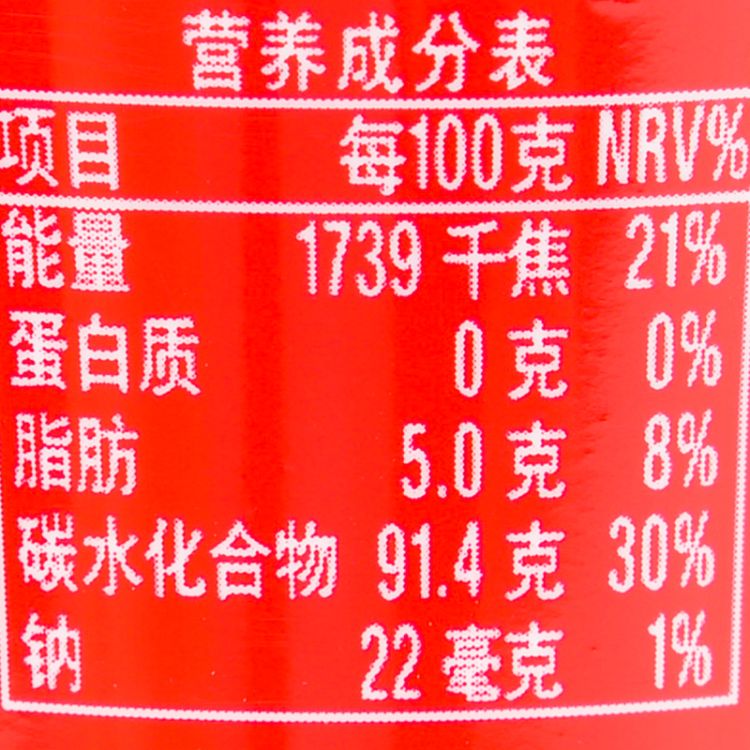 营养成分表
项目 每100克 NRV%
能量 1739 千焦 21%
蛋白质 0 克 0%
脂肪 5.0 克 8%
碳水化合物 91.4 克 30%
钠 22 毫克 1%